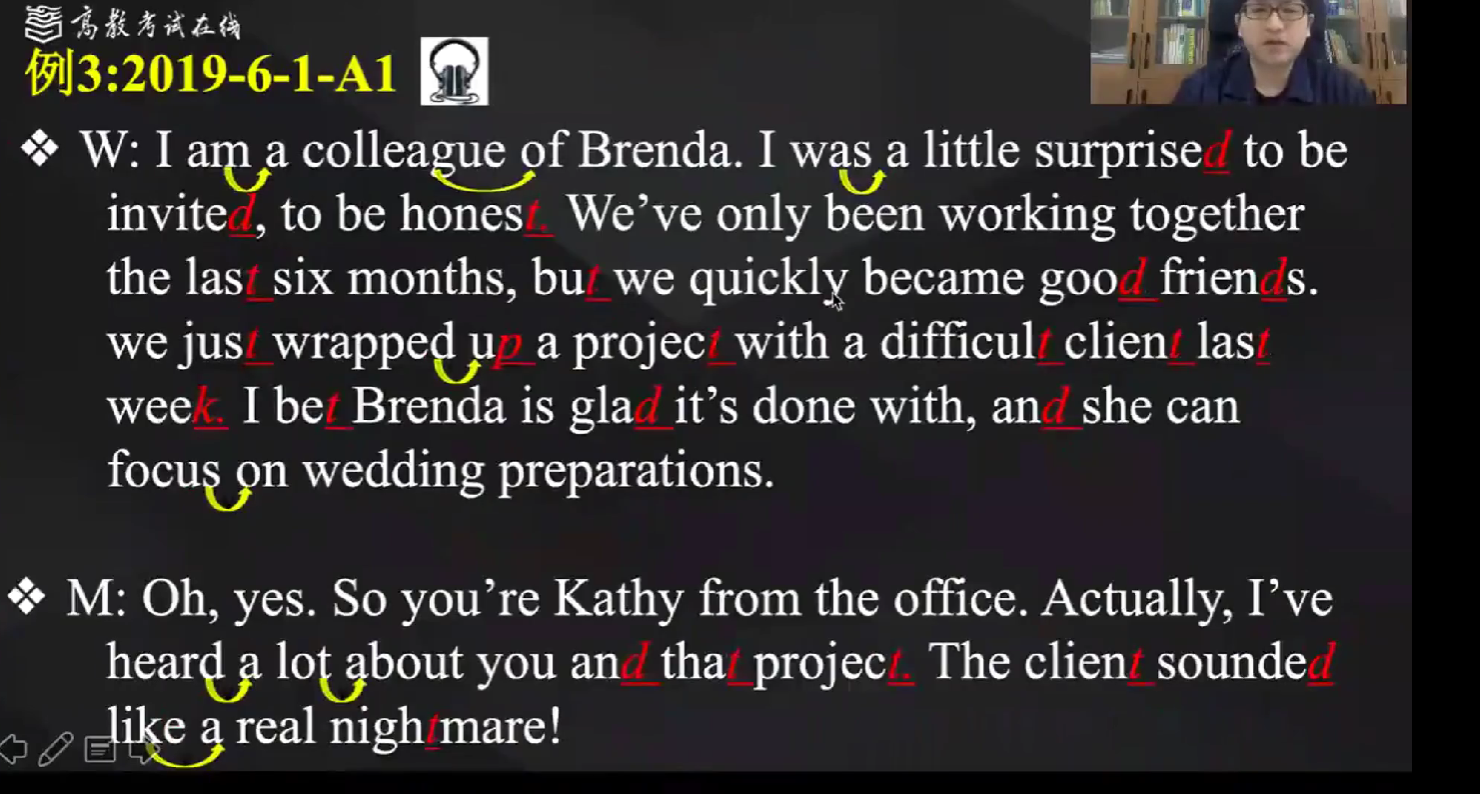 高教考试在线
例3:2019-6-1-A1
❖ W: I am a colleague of Brenda. I was a little surprised to be
invited, to be honest. We’ve only been working together
the last six months, but we quickly became good friends.
we just wrapped up a project with a difficult client last
week. I bet Brenda is glad it’s done with, and she can
focus on wedding preparations.
❖ M: Oh, yes. So you’re Kathy from the office. Actually, I’ve
heard a lot about you and that project. The client sounded
like a real nightmare!